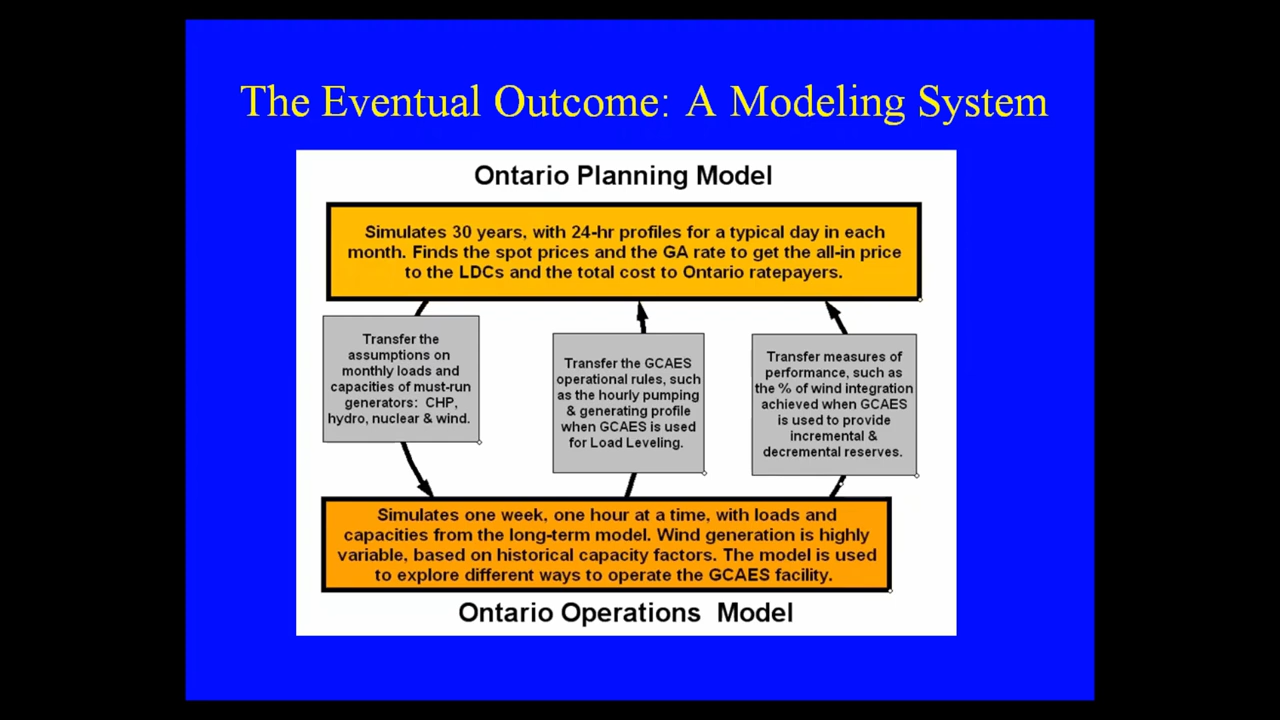 The Eventual Outcome: A Modeling System
Ontario Planning Model
Simulates 30 years, with 24-hr profiles for a typical day in each
month. Finds the spot prices and the GA rate to get the all-in price
to the LDCs and the total cost to Ontario ratepayers.
Transfer the
assumptions on
monthly loads and
capacities of must-run
generators: CHP,
hydro, nuclear & wind.
Transfer the GCAES
operational rules, such
as the hourly pumping
& generating profile
when GCAES is used
for Load Leveling.
Transfer measures of
performance, such as
the % of wind integration
achieved when GCAES
is used to provide
incremental &
decremental reserves.
Simulates one week, one hour at a time, with loads and
capacities from the long-term model. Wind generation is highly
variable, based on historical capacity factors. The model is used
to explore different ways to operate the GCAES facility.
Ontario Operations Model